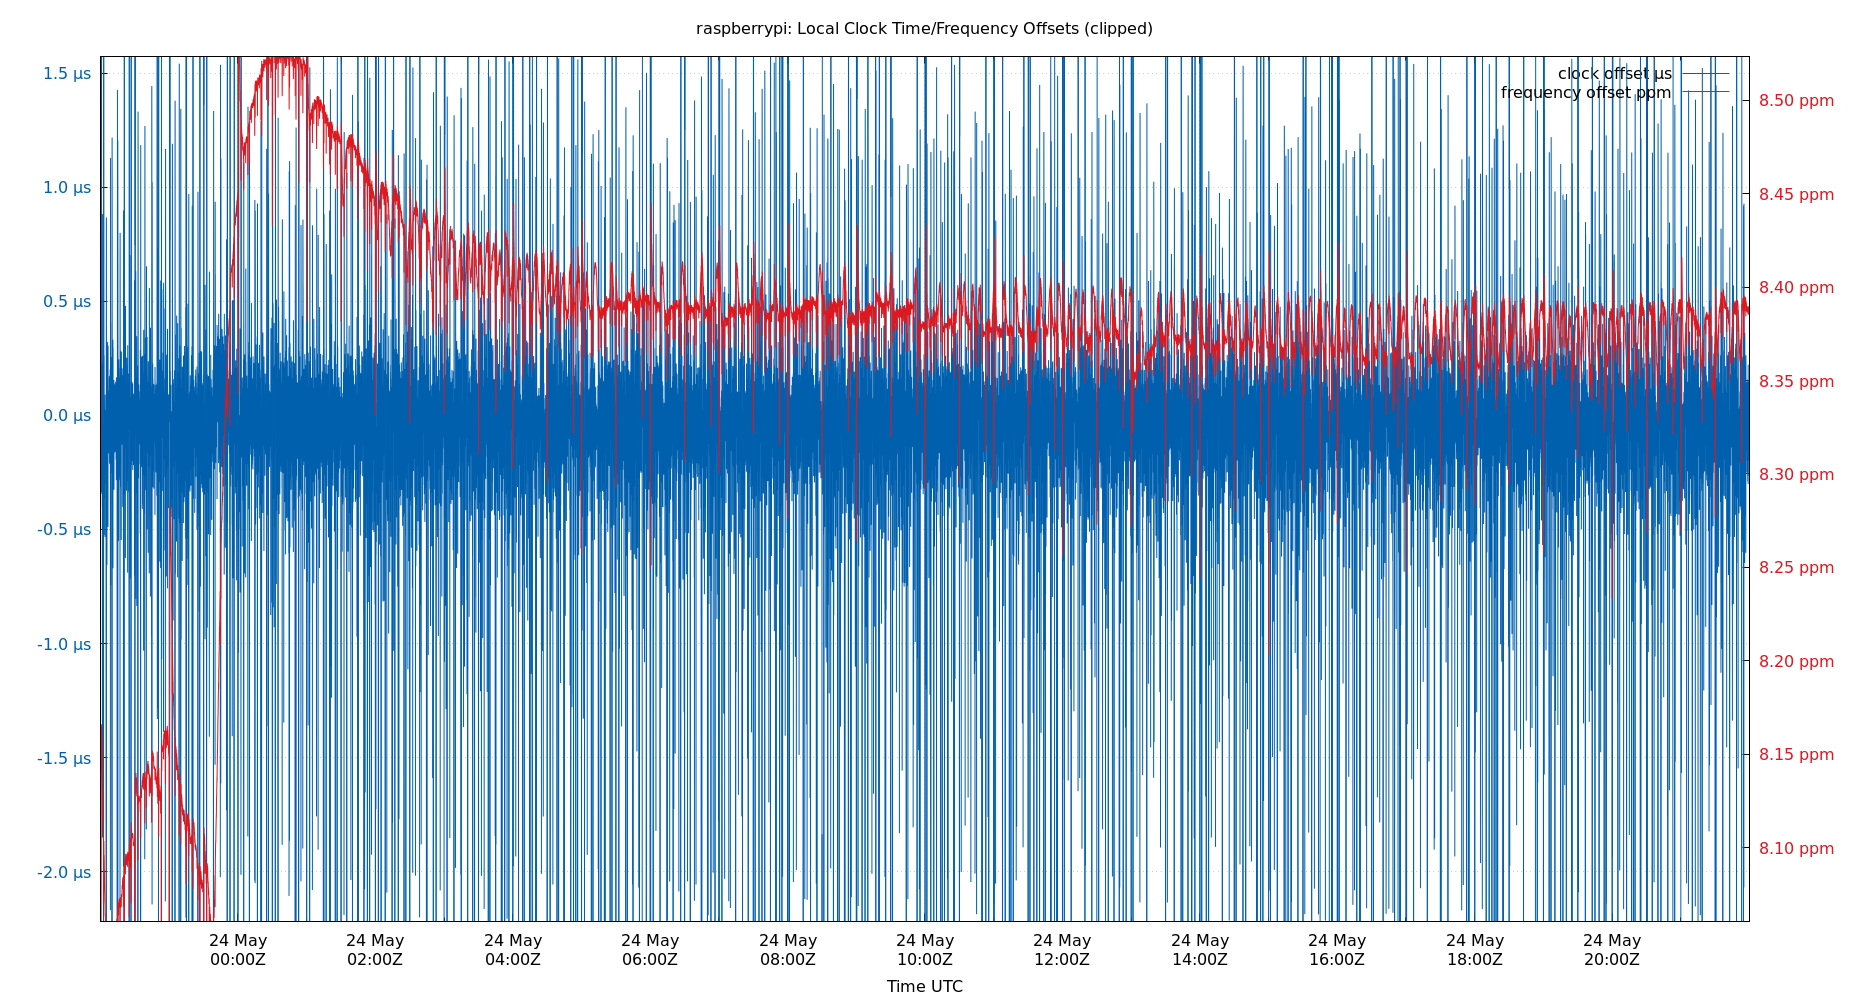 raspberrypi: Local Clock Time/Frequency Offsets (clipped)
clock offset µs
frequency offset ppm
1.5 µs
1.0 µs
0.5 µs
0.0 µs
-0.5 µs
-1.0 µs
-1.5 µs
-2.0 µs
8.50 ppm
8.45 ppm
8.40 ppm
8.35 ppm
8.30 ppm
8.25 ppm
8.20 ppm
8.15 ppm
8.10 ppm
24 May 24 May 24 May 24 May 24 May 24 May 24 May 24 May 24 May 24 May 24 May
00:00Z 02:00Z 04:00Z 06:00Z 08:00Z 10:00Z 12:00Z 14:00Z 16:00Z 18:00Z 20:00Z
Time UTC